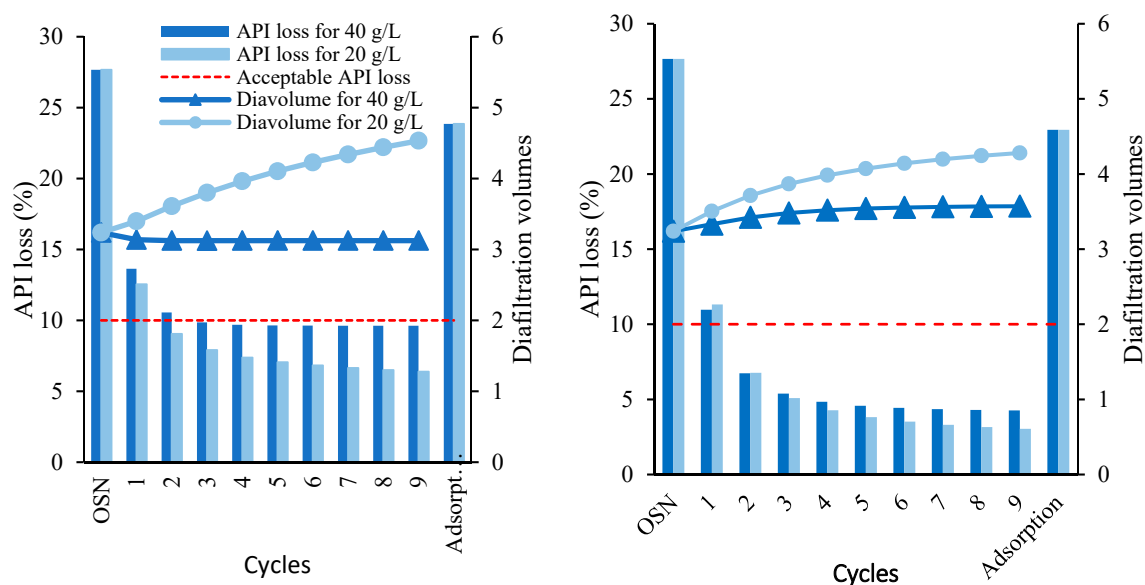 API loss for 40 g/L
API loss for 20 g/L
Acceptable API loss
Diavolume for 40 g/L
Diavolume for 20 g/L
30
25
20
15
10
5
0
API loss (%)
6
5
4
3
2
1
0
Diafiltration volumes
OSN 1 2 3 4 5 6 7 8 9 Adsorpt…
Cycles
30
25
20
15
10
5
0
API loss (%)
6
5
4
3
2
1
0
Diafiltration volumes
OSN 1 2 3 4 5 6 7 8 9 Adsorption
Cycles